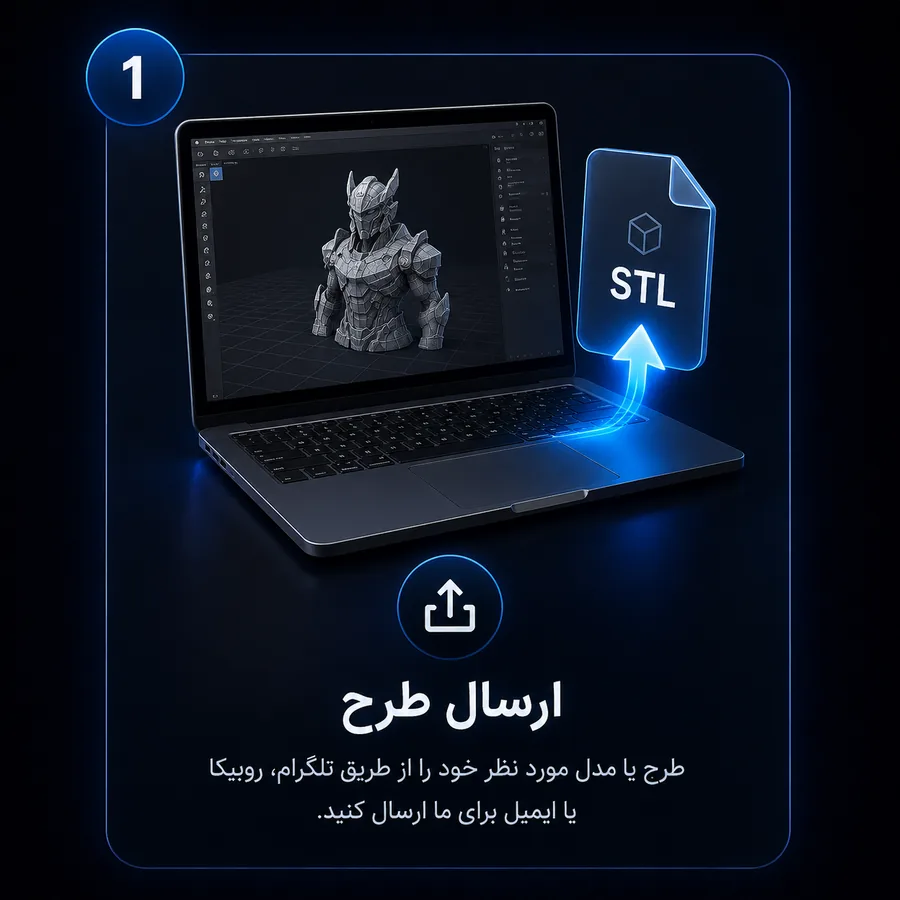 1
STL
ارسال طرح
طرح یا مدل مورد نظر خود را از طریق تلگرام، روبیکا
یا ایمیل برای ما ارسال کنید.